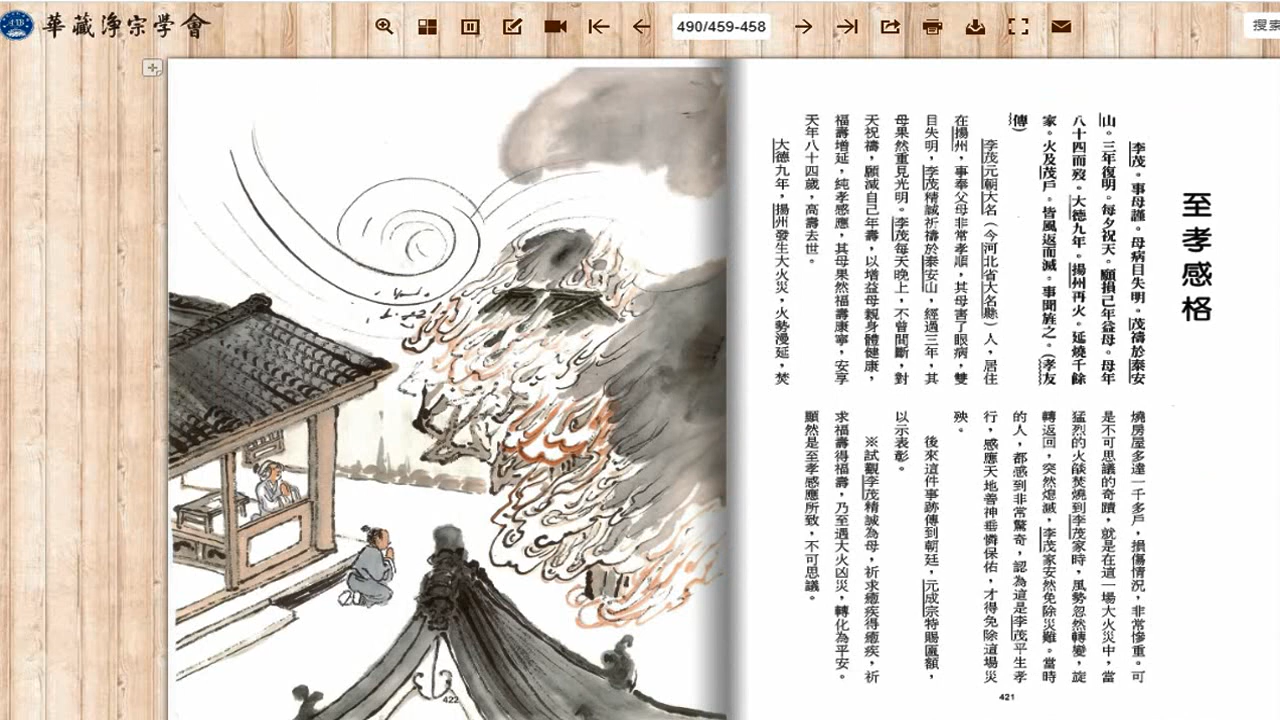 華藏淨宗學會
490/459-458
搜索
至孝感格
李茂。事母謹。母病目失明。茂禱於泰安
山。三年復明。每夕祝天。願損己年益母。母年
八十四而歿。大德九年。揚州再火。延燒千餘
家。火及茂戶。皆風返而滅。事聞旌之。(孝友
傳)
李茂元朝大名(今河北省大名縣)人,居住
在揚州,事奉父母非常孝順,其母害了眼病,雙
目失明,李茂精誠祈禱於泰安山,經過三年,其
母果然重見光明。李茂每天晚上,不曾間斷,對
天祝禱,願減自己年壽,以增益母親身體健康,
福壽增延,純孝感應,其母果然福壽康寧,安享
天年八十四歲,高壽去世。
大德九年,揚州發生大火災,火勢漫延,焚
燒房屋多達一千多戶,損傷情況,非常慘重。可
是不可思議的奇蹟,就是在這一場大火災中,當
猛烈的火燄焚燒到李茂家時,風勢忽然轉變,旋
轉返回,突然熄滅,李茂家安然免除災難。當時
的人,都感到非常驚奇,認為這是李茂平生孝
行,感應天地善神垂憐保佑,才得免除這場災
殃。
後來這件事跡傳到朝廷,元成宗特賜匾額,
以示表彰。
※試觀李茂精誠為母,祈求癒疾得癒疾,祈
求福壽得福壽,乃至遇大火凶災,轉化為平安。
顯然是至孝感應所致,不可思議。
422
421